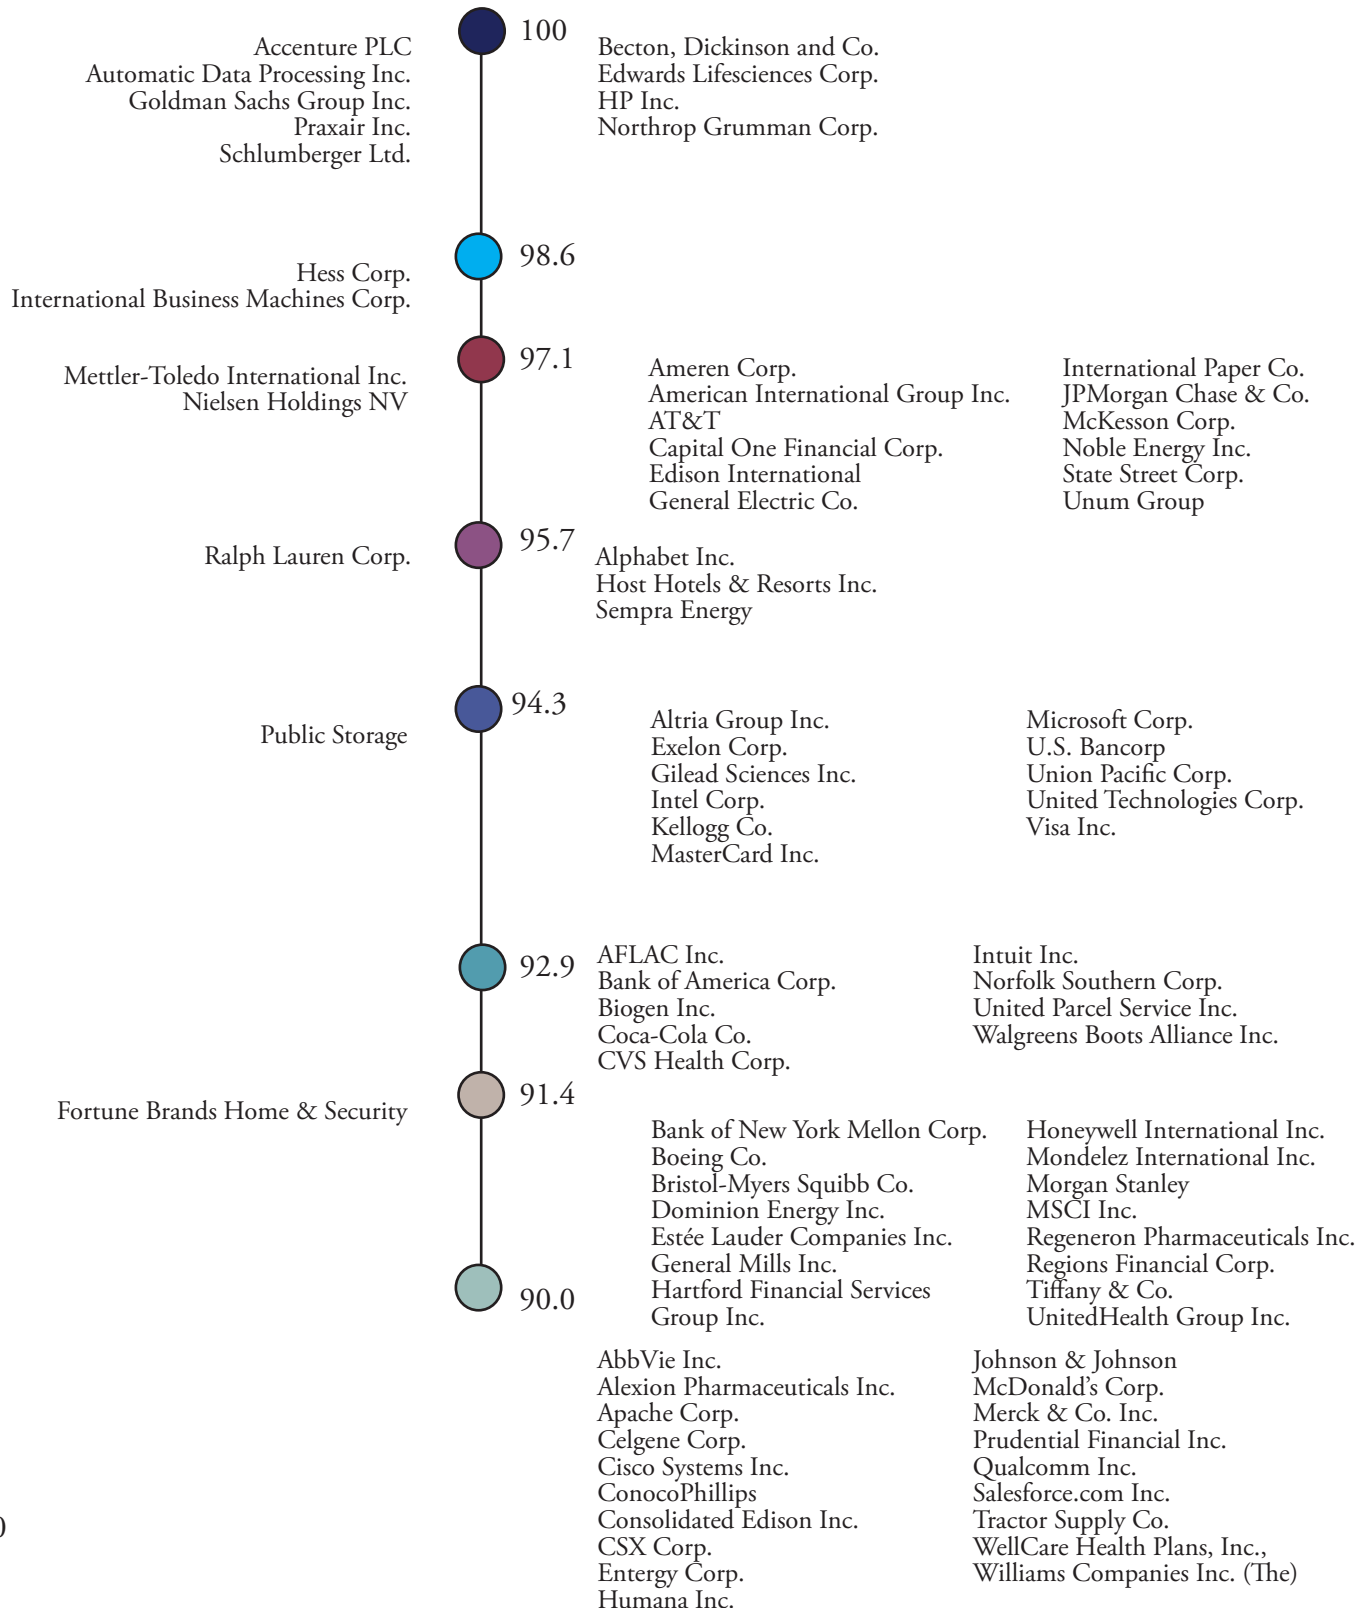 100
Accenture PLC
Automatic Data Processing Inc.
Goldman Sachs Group Inc.
Praxair Inc.
Schlumberger Ltd.
Becton, Dickinson and Co.
Edwards Lifesciences Corp.
HP Inc.
Northrop Grumman Corp.
98.6
Hess Corp.
International Business Machines Corp.
97.1
Mettler-Toledo International Inc.
Nielsen Holdings NV
Ameren Corp.
American International Group Inc.
AT&T
Capital One Financial Corp.
Edison International
General Electric Co.
International Paper Co.
JPMorgan Chase & Co.
McKesson Corp.
Noble Energy Inc.
State Street Corp.
Unum Group
95.7
Ralph Lauren Corp.
Alphabet Inc.
Host Hotels & Resorts Inc.
Sempra Energy
94.3
Public Storage
Altria Group Inc.
Exelon Corp.
Gilead Sciences Inc.
Intel Corp.
Kellogg Co.
MasterCard Inc.
Microsoft Corp.
U.S. Bancorp
Union Pacific Corp.
United Technologies Corp.
Visa Inc.
92.9
AFLAC Inc.
Bank of America Corp.
Biogen Inc.
Coca-Cola Co.
CVS Health Corp.
Intuit Inc.
Norfolk Southern Corp.
United Parcel Service Inc.
Walgreens Boots Alliance Inc.
91.4
Fortune Brands Home & Security
Bank of New York Mellon Corp.
Boeing Co.
Bristol-Myers Squibb Co.
Dominion Energy Inc.
Estée Lauder Companies Inc.
General Mills Inc.
Hartford Financial Services
Group Inc.
Honeywell International Inc.
Mondelez International Inc.
Morgan Stanley
MSCI Inc.
Regeneron Pharmaceuticals Inc.
Regions Financial Corp.
Tiffany & Co.
UnitedHealth Group Inc.
90.0
AbbVie Inc.
Alexion Pharmaceuticals Inc.
Apache Corp.
Celgene Corp.
Cisco Systems Inc.
ConocoPhillips
Consolidated Edison Inc.
CSX Corp.
Entergy Corp.
Humana Inc.
Johnson & Johnson
McDonald's Corp.
Merck & Co. Inc.
Prudential Financial Inc.
Qualcomm Inc.
Salesforce.com Inc.
Tractor Supply Co.
WellCare Health Plans, Inc.,
Williams Companies Inc. (The)